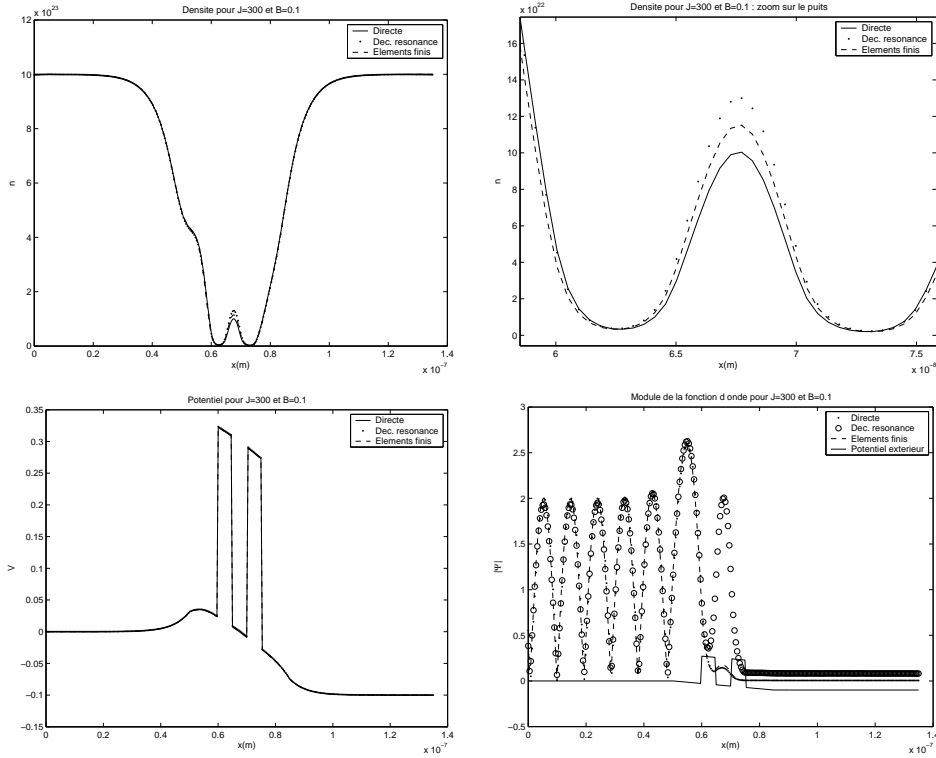 Densite pour J=300 et B=0.1
x 10^23
12
10
8
6
4
2
0
n
Directe
Dec. resonance
Elements finis
0
0.2
0.4
0.6
0.8
1
1.2
1.4
x(m)
x 10^-7
Densite pour J=300 et B=0.1 : zoom sur le puits
x 10^22
16
14
12
10
8
6
4
2
0
n
Directe
Dec. resonance
Elements finis
6
6.5
7
7.5
x(m)
x 10^-8
Potentiel pour J=300 et B=0.1
0.35
0.3
0.25
0.2
0.15
0.1
0.05
0
−0.05
−0.1
−0.15
V
Directe
Dec. resonance
Elements finis
0
0.2
0.4
0.6
0.8
1
1.2
1.4
x(m)
x 10^-7
Module de la fonction d onde pour J=300 et B=0.1
3
2.5
2
1.5
1
0.5
0
−0.5
|Ψ|
Directe
Dec. resonance
Elements finis
Potentiel exterieur
0
0.2
0.4
0.6
0.8
1
1.2
1.4
x(m)
x 10^-7